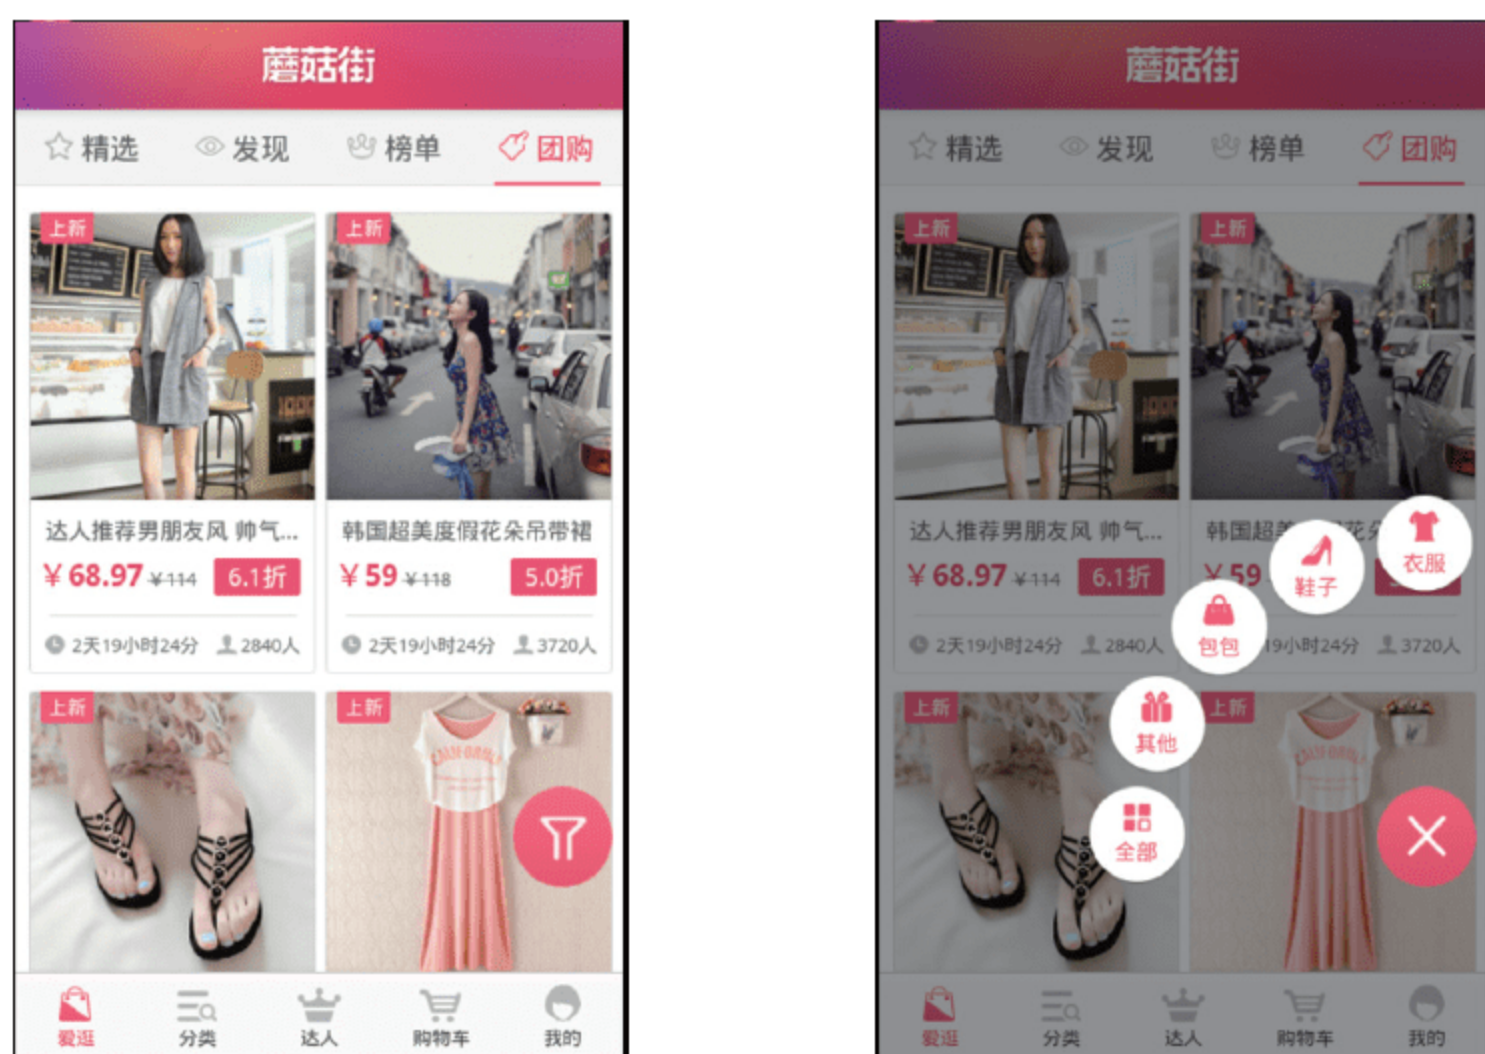 蘑菇街
精选 发现 榜单 团购
上新 上新
达人推荐男朋友风 帅气... 韩国超美度假花朵吊带裙
¥68.97 ¥114 6.1折 ¥59 ¥118 5.0折
2天19小时24分 2840人 2天19小时24分 3720人
上新 上新
爱逛 分类 达人 购物车 我的
蘑菇街
精选 发现 榜单 团购
上新 上新
达人推荐男朋友风 帅气... 韩国超美
¥68.97 ¥114 6.1折 ¥59
2天19小时24分 2840人 19小时24分 3720人
衣服
鞋子
包包
其他
全部
上新 上新
爱逛 分类 达人 购物车 我的